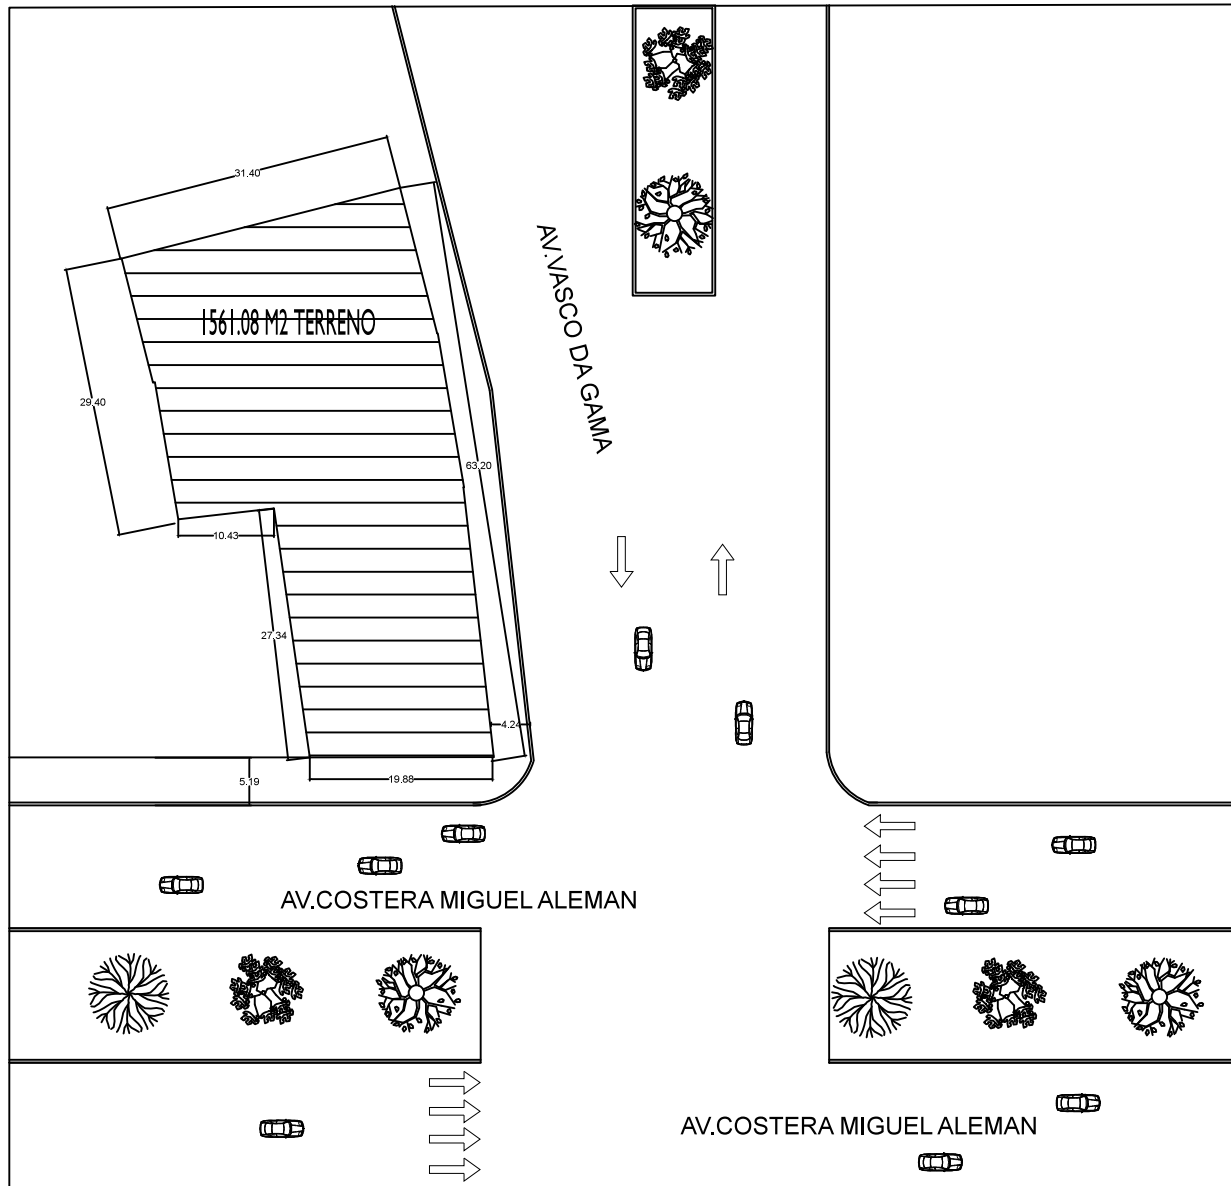 31.40
AV.VASCO DA GAMA
1561.08 M2 TERRENO
29.40
63.20
10.43
27.34
4.24
5.19
19.88
AV.COSTERA MIGUEL ALEMAN
AV.COSTERA MIGUEL ALEMAN